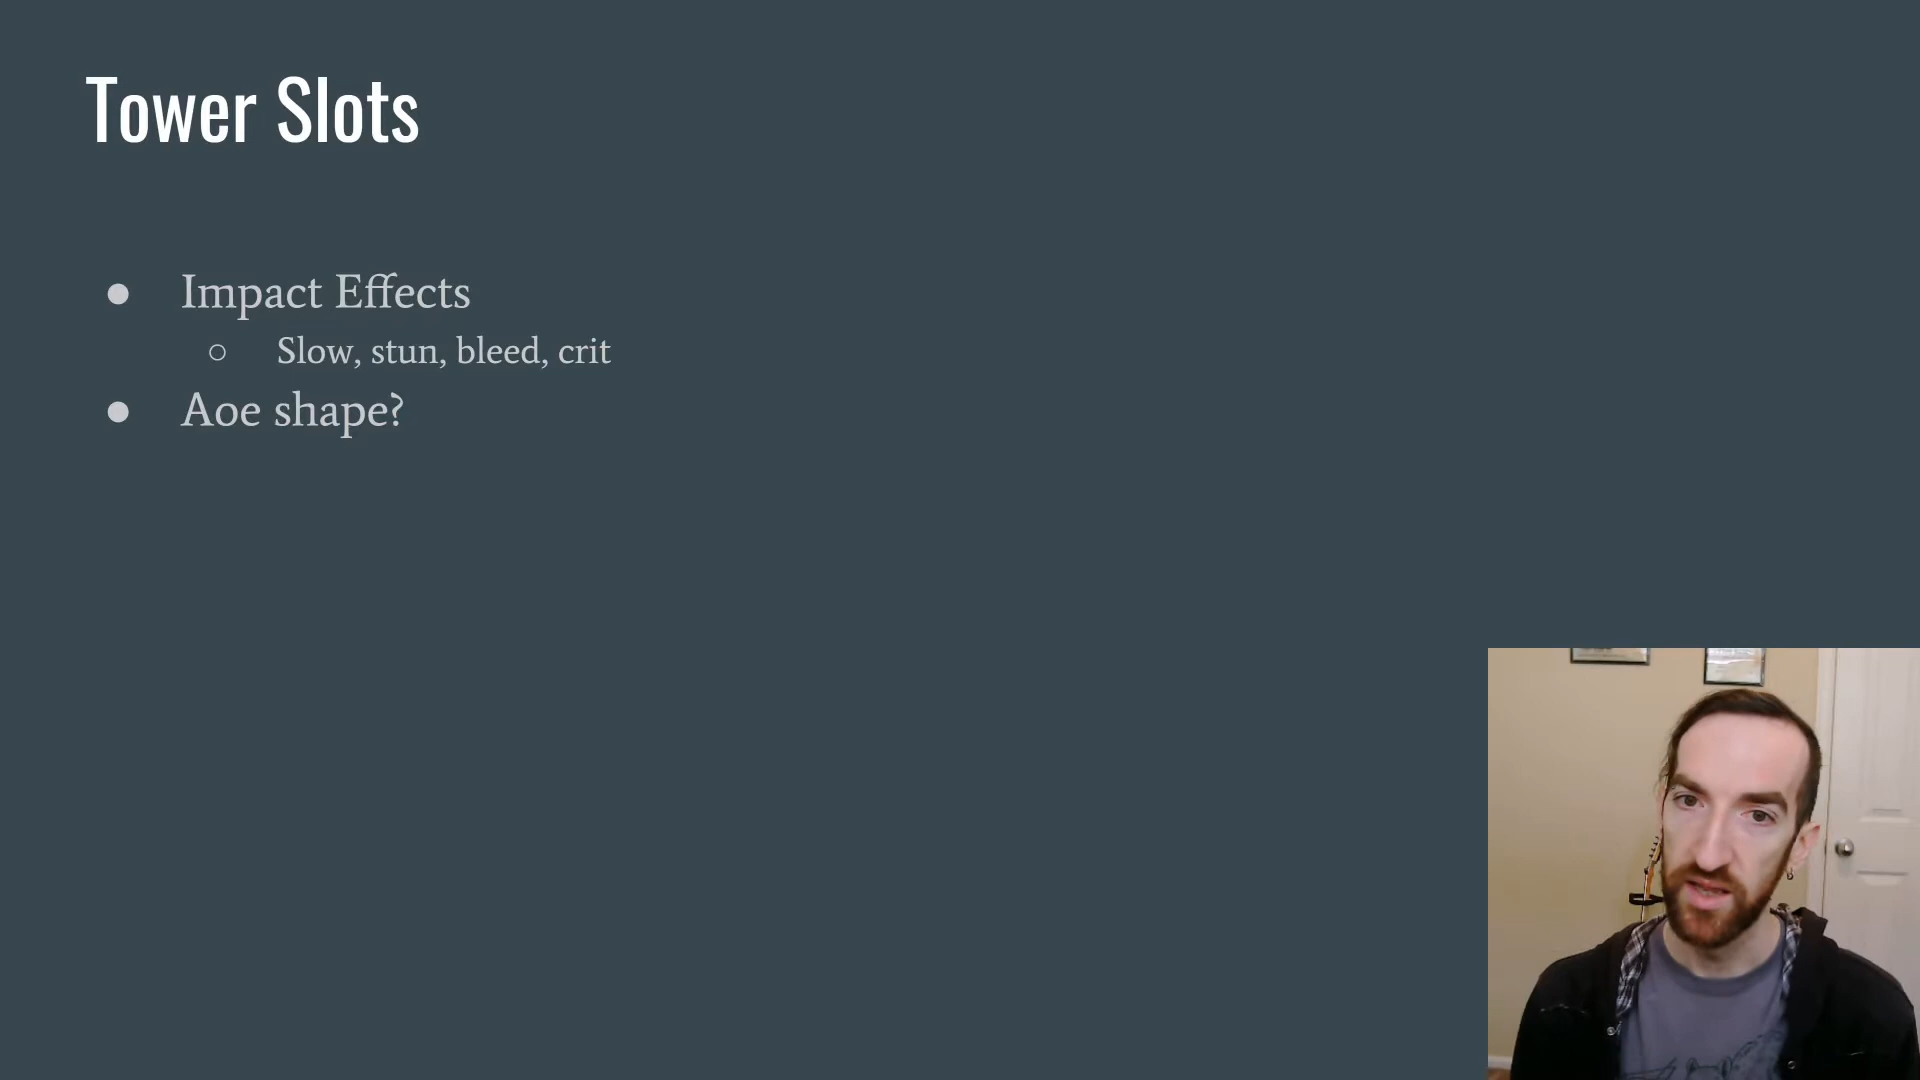 Tower Slots
● Impact Effects
○ Slow, stun, bleed, crit
● Aoe shape?